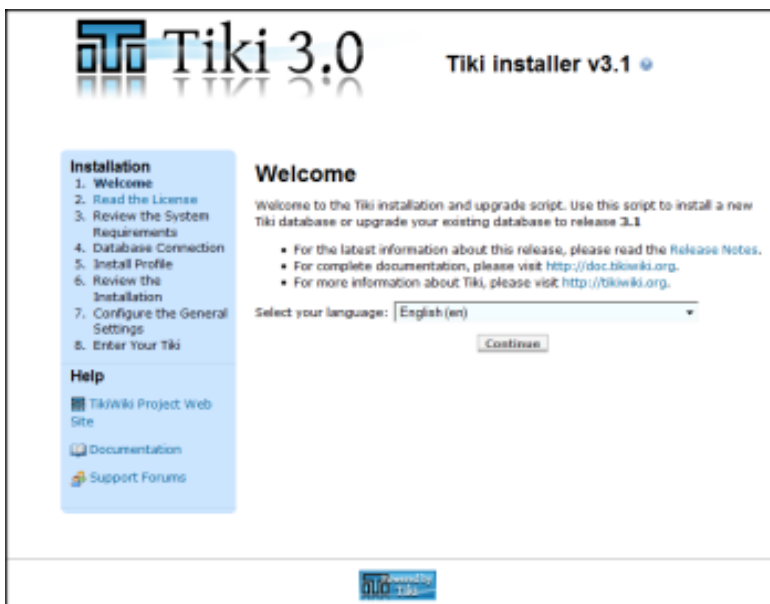 Tiki 3.0
Tiki installer v3.1
Installation
1. Welcome
2. Read the License
3. Review the System
Requirements
4. Database Connection
5. Install Profile
6. Review the
Installation
7. Configure the General
Settings
8. Enter Your Tiki
Help
TikiWiki Project Web
Site
Documentation
Support Forums
Welcome
Welcome to the Tiki installation and upgrade script. Use this script to install a new
Tiki database or upgrade your existing database to release 3.1
• For the latest information about this release, please read the Release Notes.
• For complete documentation, please visit http://doc.tikiwiki.org.
• For more information about Tiki, please visit http://tikiwiki.org.
Select your language: English (en)
Continue
Powered by
Tiki